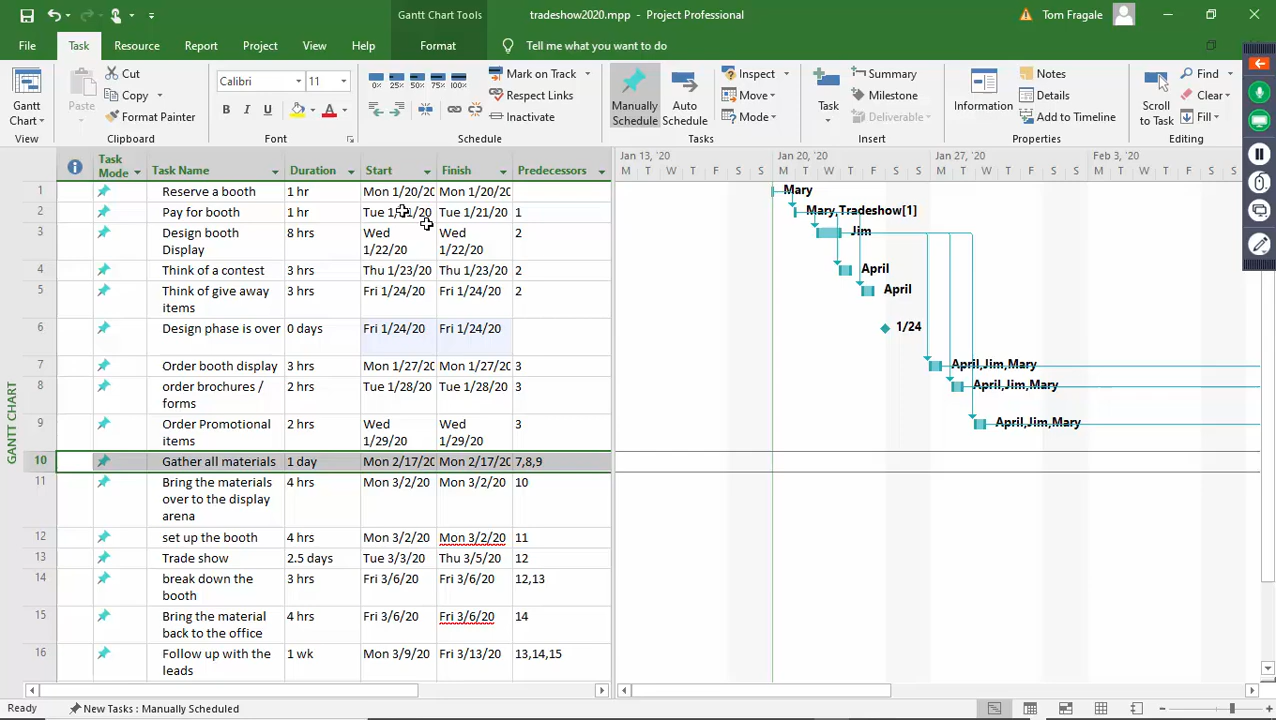 Gantt Chart Tools
tradeshow2020.mpp - Project Professional
Tom Fragale
File Task Resource Report Project View Help Format Tell me what you want to do
Gantt
Chart
View
Paste
Cut
Copy
Format Painter
Clipboard
Calibri 11
B I U A
Font
0% 25% 50% 75% 100%
Mark on Track
Respect Links
Inactivate
Schedule
Manually
Schedule
Auto
Schedule
Inspect
Move
Mode
Tasks
Task
Summary
Milestone
Deliverable
Insert
Information
Notes
Details
Add to Timeline
Properties
Scroll
to Task
Find
Clear
Fill
Editing
GANTT CHART
Task
Mode Task Name Duration Start Finish Predecessors
1 Reserve a booth 1 hr Mon 1/20/20 Mon 1/20/20
2 Pay for booth 1 hr Tue 1/21/20 Tue 1/21/20 1
3 Design booth 8 hrs Wed Wed 2
Display 1/22/20 1/22/20
4 Think of a contest 3 hrs Thu 1/23/20 Thu 1/23/20 2
5 Think of give away 3 hrs Fri 1/24/20 Fri 1/24/20 2
items
6 Design phase is over 0 days Fri 1/24/20 Fri 1/24/20
7 Order booth display 3 hrs Mon 1/27/20 Mon 1/27/20 3
8 order brochures / 2 hrs Tue 1/28/20 Tue 1/28/20 3
forms
9 Order Promotional 2 hrs Wed Wed 3
items 1/29/20 1/29/20
10 Gather all materials 1 day Mon 2/17/20 Mon 2/17/20 7,8,9
11 Bring the materials 4 hrs Mon 3/2/20 Mon 3/2/20 10
over to the display
arena
12 set up the booth 4 hrs Mon 3/2/20 Mon 3/2/20 11
13 Trade show 2.5 days Tue 3/3/20 Thu 3/5/20 12
14 break down the 3 hrs Fri 3/6/20 Fri 3/6/20 12,13
booth
15 Bring the material 4 hrs Fri 3/6/20 Fri 3/6/20 14
back to the office
16 Follow up with the 1 wk Mon 3/9/20 Fri 3/13/20 13,14,15
leads
Jan 13, '20 Jan 20, '20 Jan 27, '20 Feb 3, '20
M T W T F S S M T W T F S S M T W T F S S M T W T F S
Mary
Mary,Tradeshow[1]
Jim
April
April
1/24
April,Jim,Mary
April,Jim,Mary
April,Jim,Mary
Ready New Tasks : Manually Scheduled